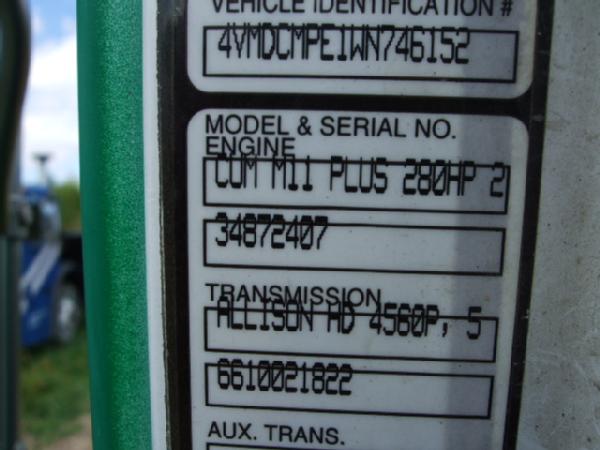 VEHICLE IDENTIFICATION #
4VMDCMPE1WN746152
MODEL & SERIAL NO.
ENGINE
CUM M11 PLUS 280HP 2
34872407
TRANSMISSION
ALLISON HD 4560P, 5
6610021822
AUX. TRANS.